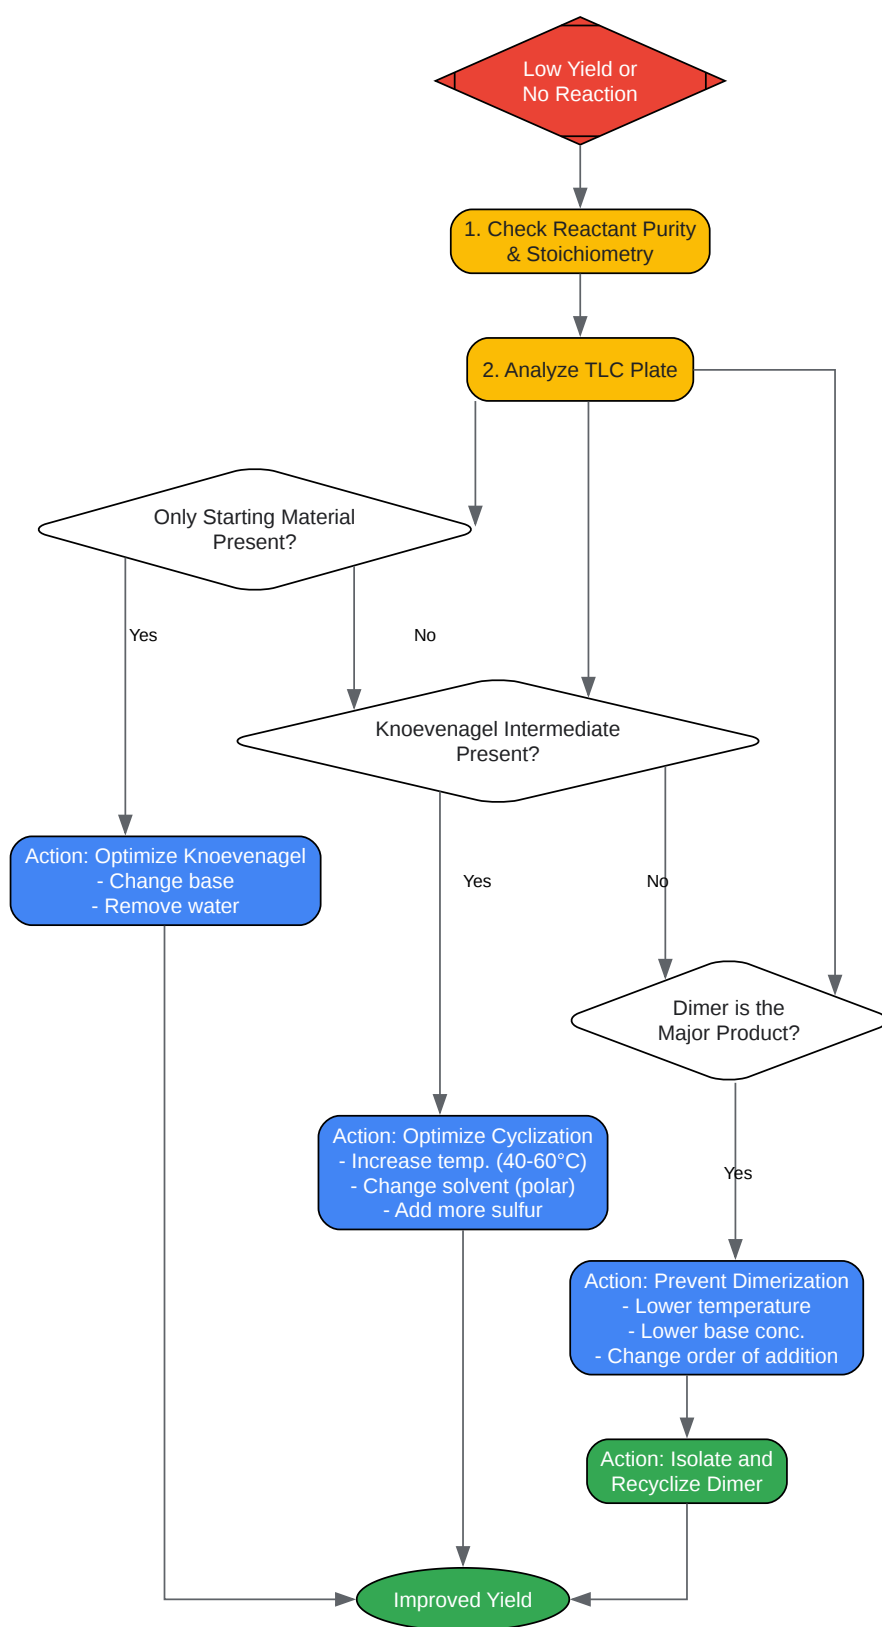 Low Yield or
No Reaction
1. Check Reactant Purity
& Stoichiometry
2. Analyze TLC Plate
Only Starting Material
Present?
Yes
No
Knoevenagel Intermediate
Present?
Action: Optimize Knoevenagel
- Change base
- Remove water
Yes
No
Dimer is the
Major Product?
Action: Optimize Cyclization
- Increase temp. (40-60°C)
- Change solvent (polar)
- Add more sulfur
Yes
Action: Prevent Dimerization
- Lower temperature
- Lower base conc.
- Change order of addition
Action: Isolate and
Recyclize Dimer
Improved Yield